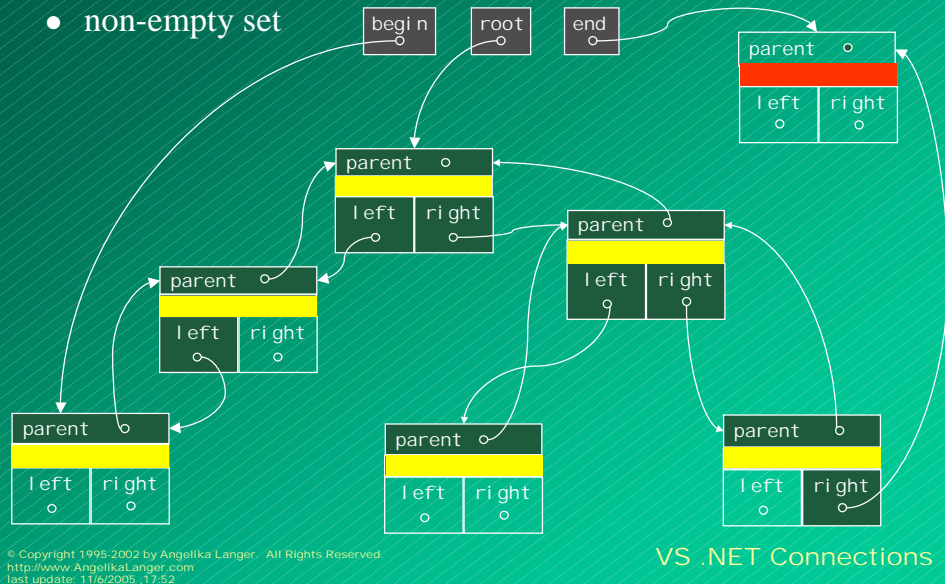 • non-empty set
begin
root
end
parent
left right
parent
left right
parent
left right
parent
left right
parent
left right
parent
left right
parent
left right
© Copyright 1995-2002 by Angelika Langer. All Rights Reserved.
http://www.AngelikaLanger.com
last update: 11/6/2005 ,17:52
VS .NET Connections